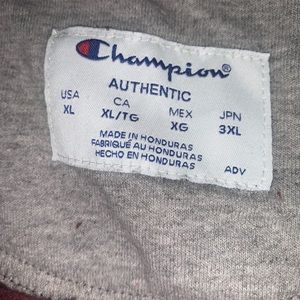 Champion®
AUTHENTIC
USA CA MEX JPN
XL XL/TG XG 3XL
MADE IN HONDURAS
FABRIQUÉ AU HONDURAS
HECHO EN HONDURAS
ADV